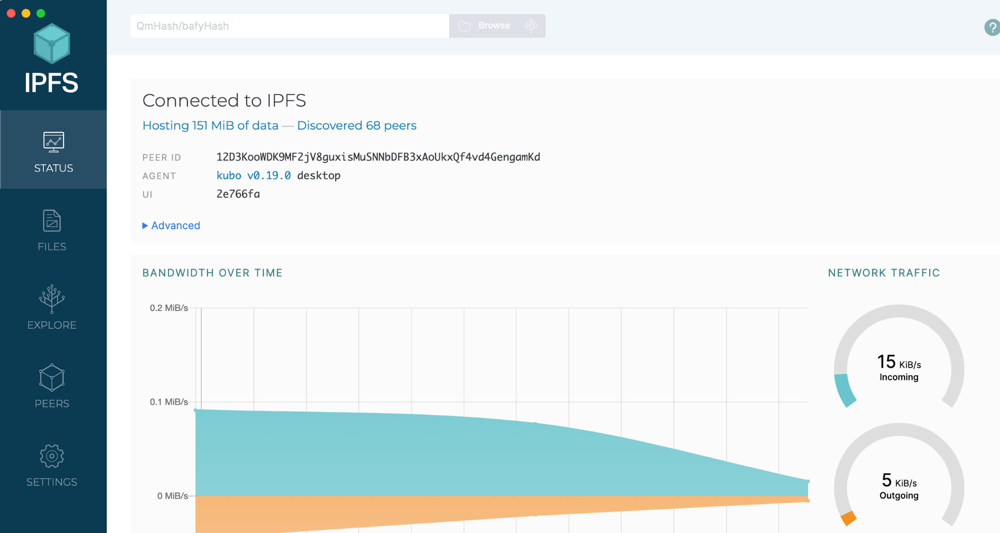 IPFS
STATUS
FILES
EXPLORE
PEERS
SETTINGS
QmHash/bafyHash
Browse
?
Connected to IPFS
Hosting 151 MiB of data — Discovered 68 peers
PEER ID 12D3KooWDK9MF2jV8guxisMuSNNbDFB3xAoUkxQf4vd4GengamKd
AGENT kubo v0.19.0 desktop
UI 2e766fa
Advanced
BANDWIDTH OVER TIME
0.2 MiB/s
0.1 MiB/s
0 MiB/s
NETWORK TRAFFIC
15 KiB/s
Incoming
5 KiB/s
Outgoing